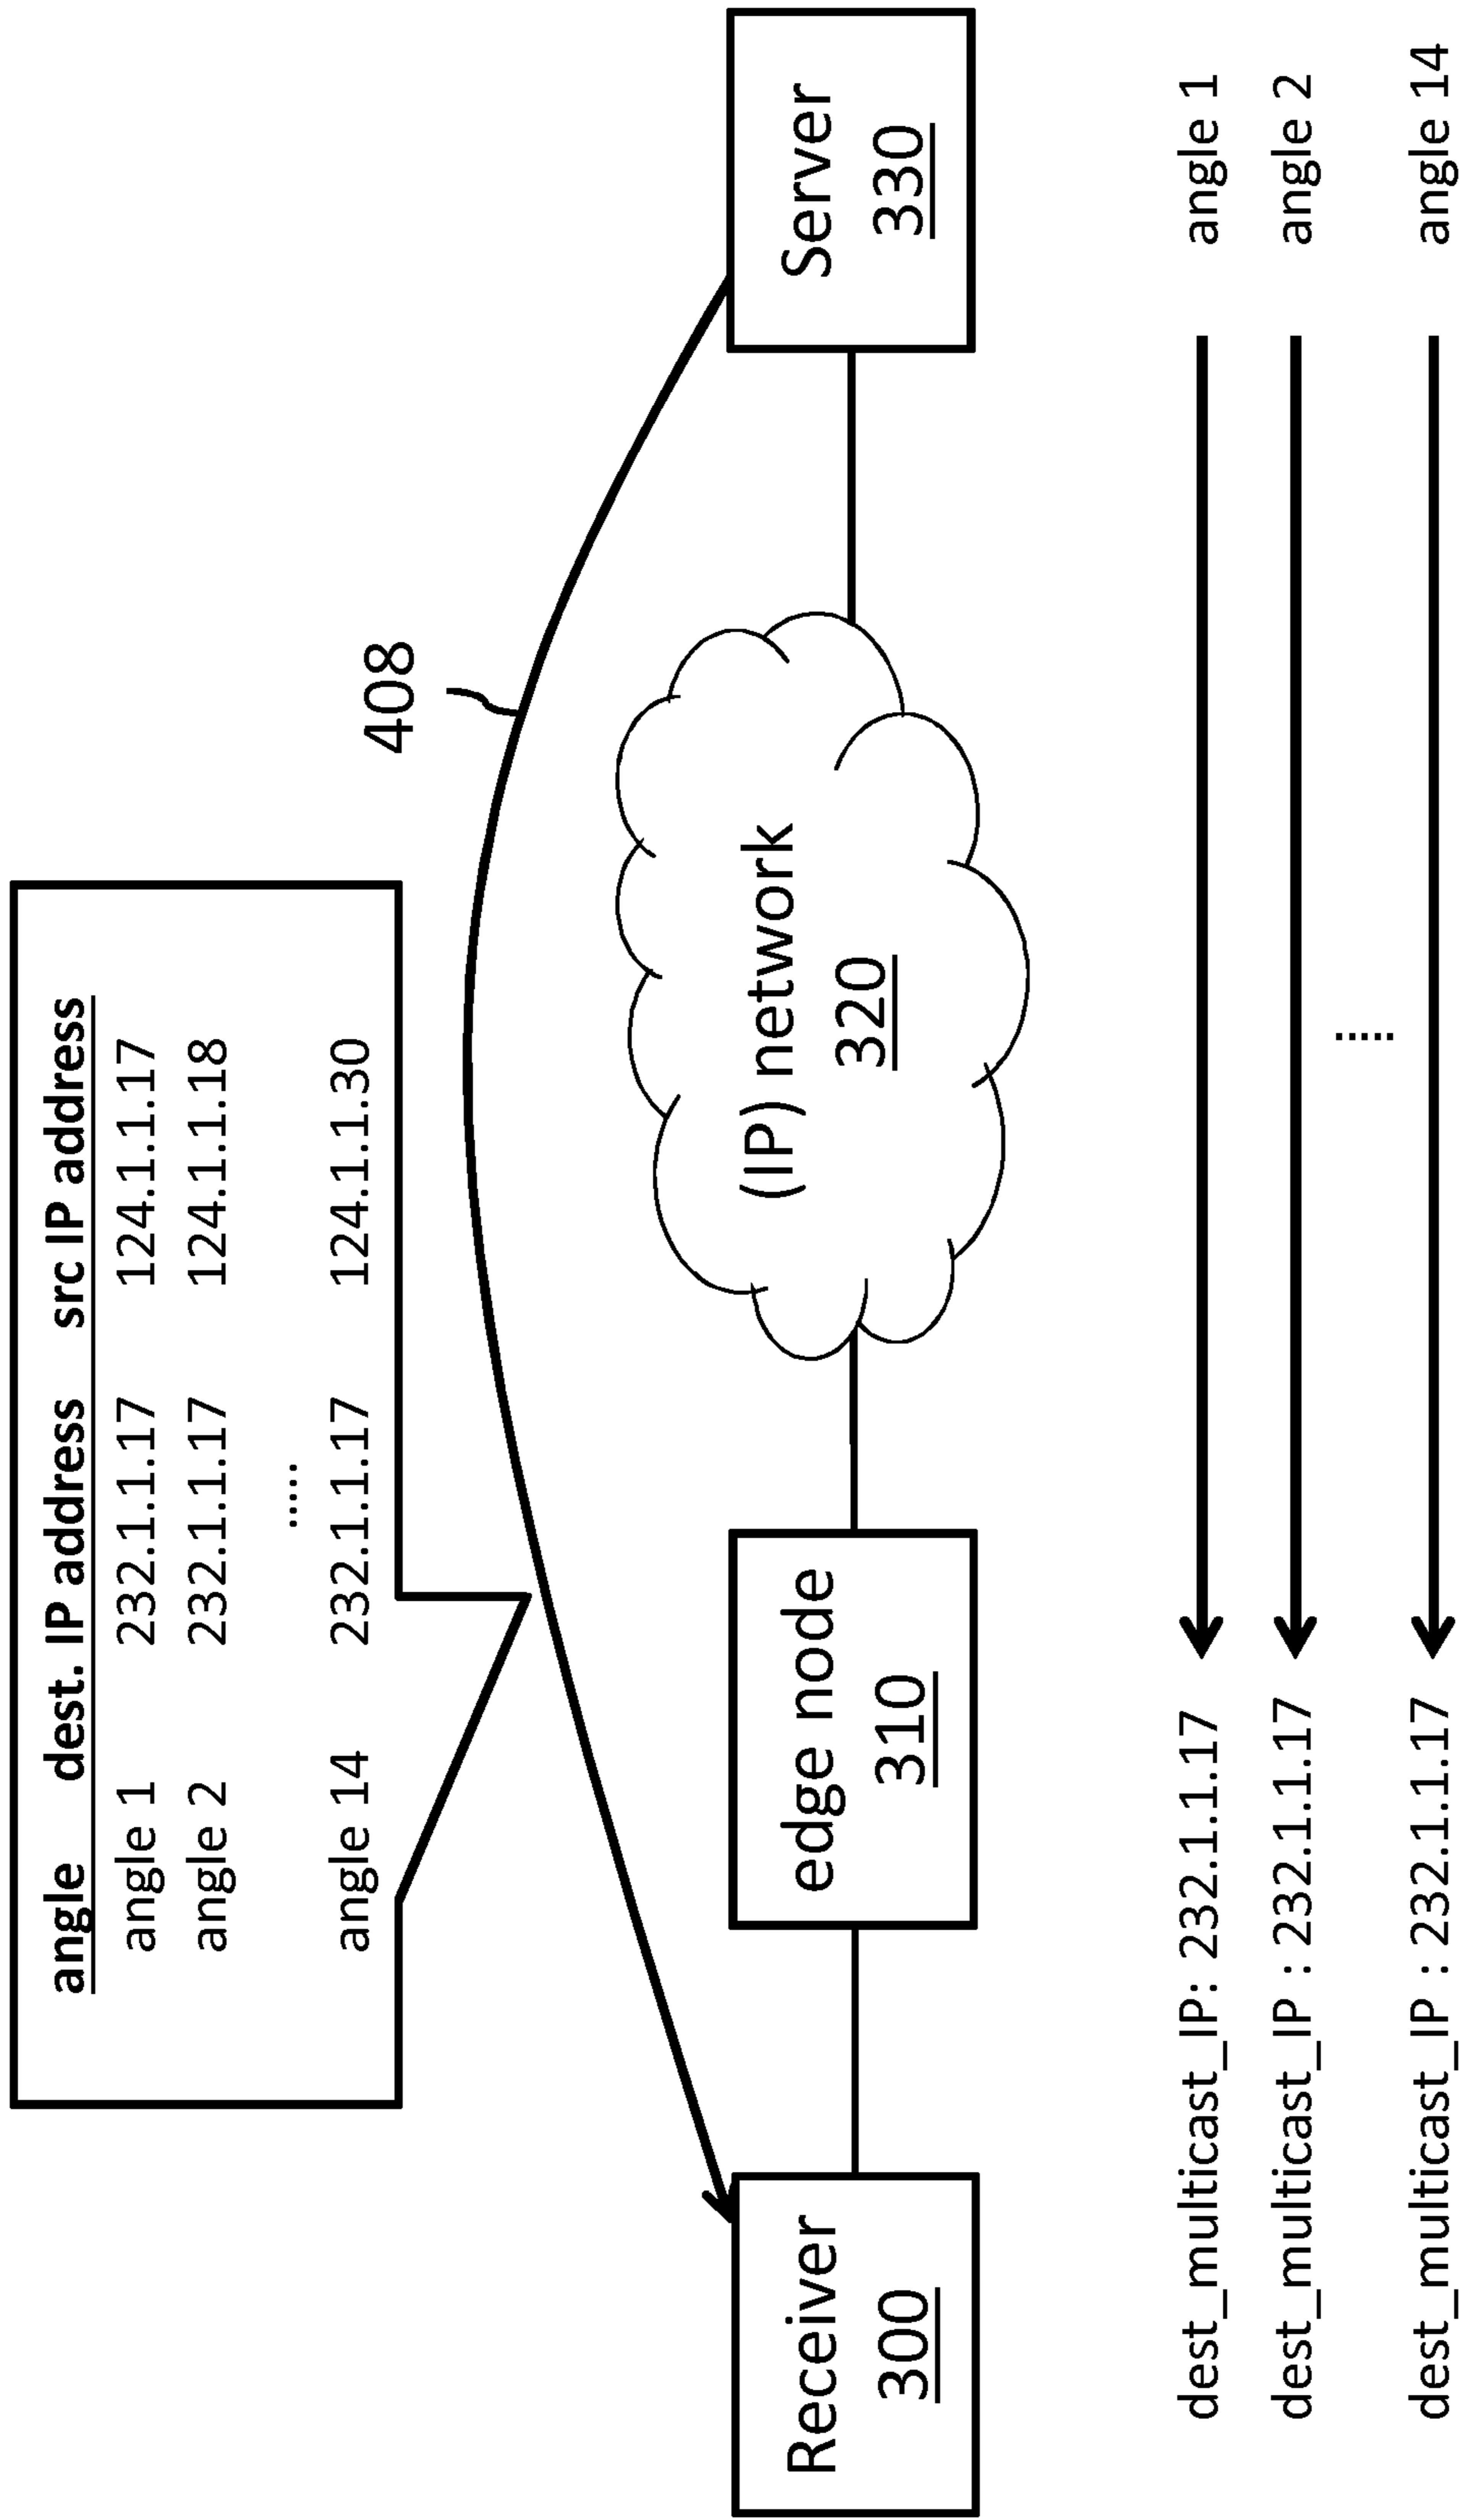 angle dest. IP address src IP address
angle 1 232.1.1.17 124.1.1.17
angle 2 232.1.1.17 124.1.1.18
.....
angle 14 232.1.1.17 124.1.1.30
408
Receiver
300
edge node
310
(IP) network
320
Server
330
dest_multicast_IP: 232.1.1.17 angle 1
dest_multicast_IP : 232.1.1.17 angle 2
......
dest_multicast_IP : 232.1.1.17 angle 14